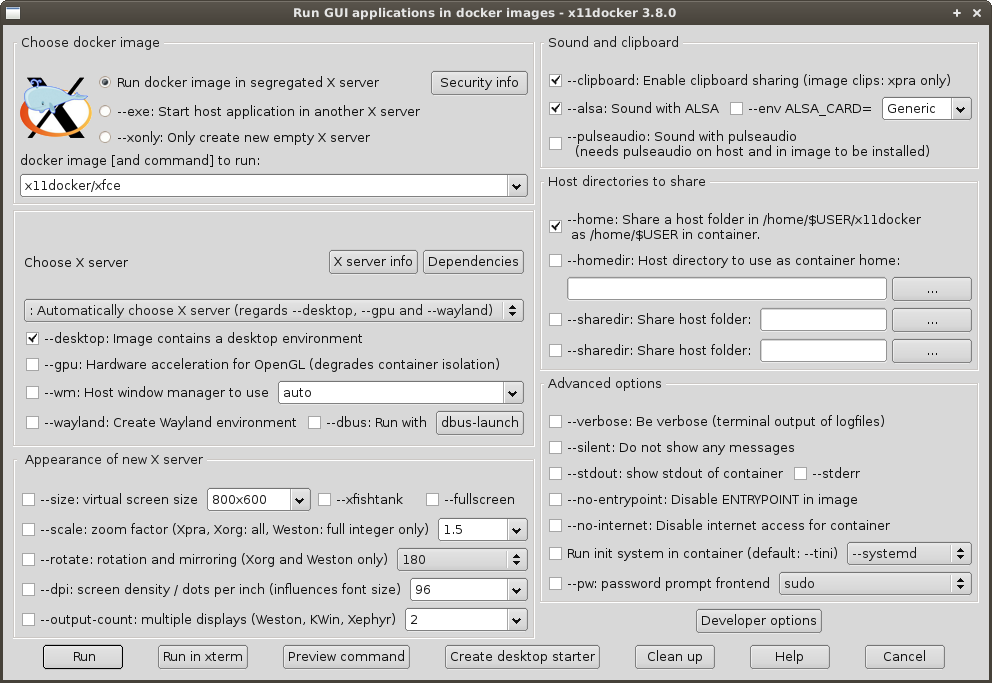 Run GUI applications in docker images - x11docker 3.8.0
Choose docker image
Run docker image in segregated X server
Security info
--exe: Start host application in another X server
--xonly: Only create new empty X server
docker image [and command] to run:
x11docker/xfce
Choose X server
X server info
Dependencies
: Automatically choose X server (regards --desktop, --gpu and --wayland)
--desktop: Image contains a desktop environment
--gpu: Hardware acceleration for OpenGL (degrades container isolation)
--wm: Host window manager to use
auto
--wayland: Create Wayland environment
--dbus: Run with
dbus-launch
Appearance of new X server
--size: virtual screen size
800x600
--xfishtank
--fullscreen
--scale: zoom factor (Xpra, Xorg: all, Weston: full integer only)
1.5
--rotate: rotation and mirroring (Xorg and Weston only)
180
--dpi: screen density / dots per inch (influences font size)
96
--output-count: multiple displays (Weston, KWin, Xephyr)
2
Sound and clipboard
--clipboard: Enable clipboard sharing (image clips: xpra only)
--alsa: Sound with ALSA
--env ALSA_CARD=
Generic
--pulseaudio: Sound with pulseaudio
(needs pulseaudio on host and in image to be installed)
Host directories to share
--home: Share a host folder in /home/$USER/x11docker
as /home/$USER in container.
--homedir: Host directory to use as container home:
...
--sharedir: Share host folder:
...
--sharedir: Share host folder:
...
Advanced options
--verbose: Be verbose (terminal output of logfiles)
--silent: Do not show any messages
--stdout: show stdout of container
--stderr
--no-entrypoint: Disable ENTRYPOINT in image
--no-internet: Disable internet access for container
Run init system in container (default: --tini)
--systemd
--pw: password prompt frontend
sudo
Developer options
Run
Run in xterm
Preview command
Create desktop starter
Clean up
Help
Cancel